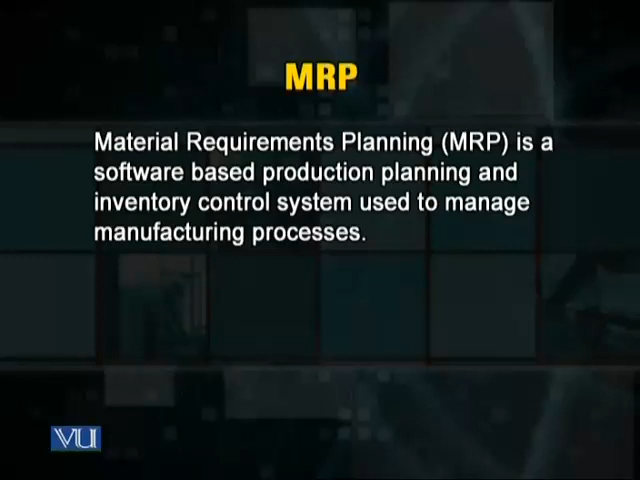 MRP
Material Requirements Planning (MRP) is a
software based production planning and
inventory control system used to manage
manufacturing processes.
VU